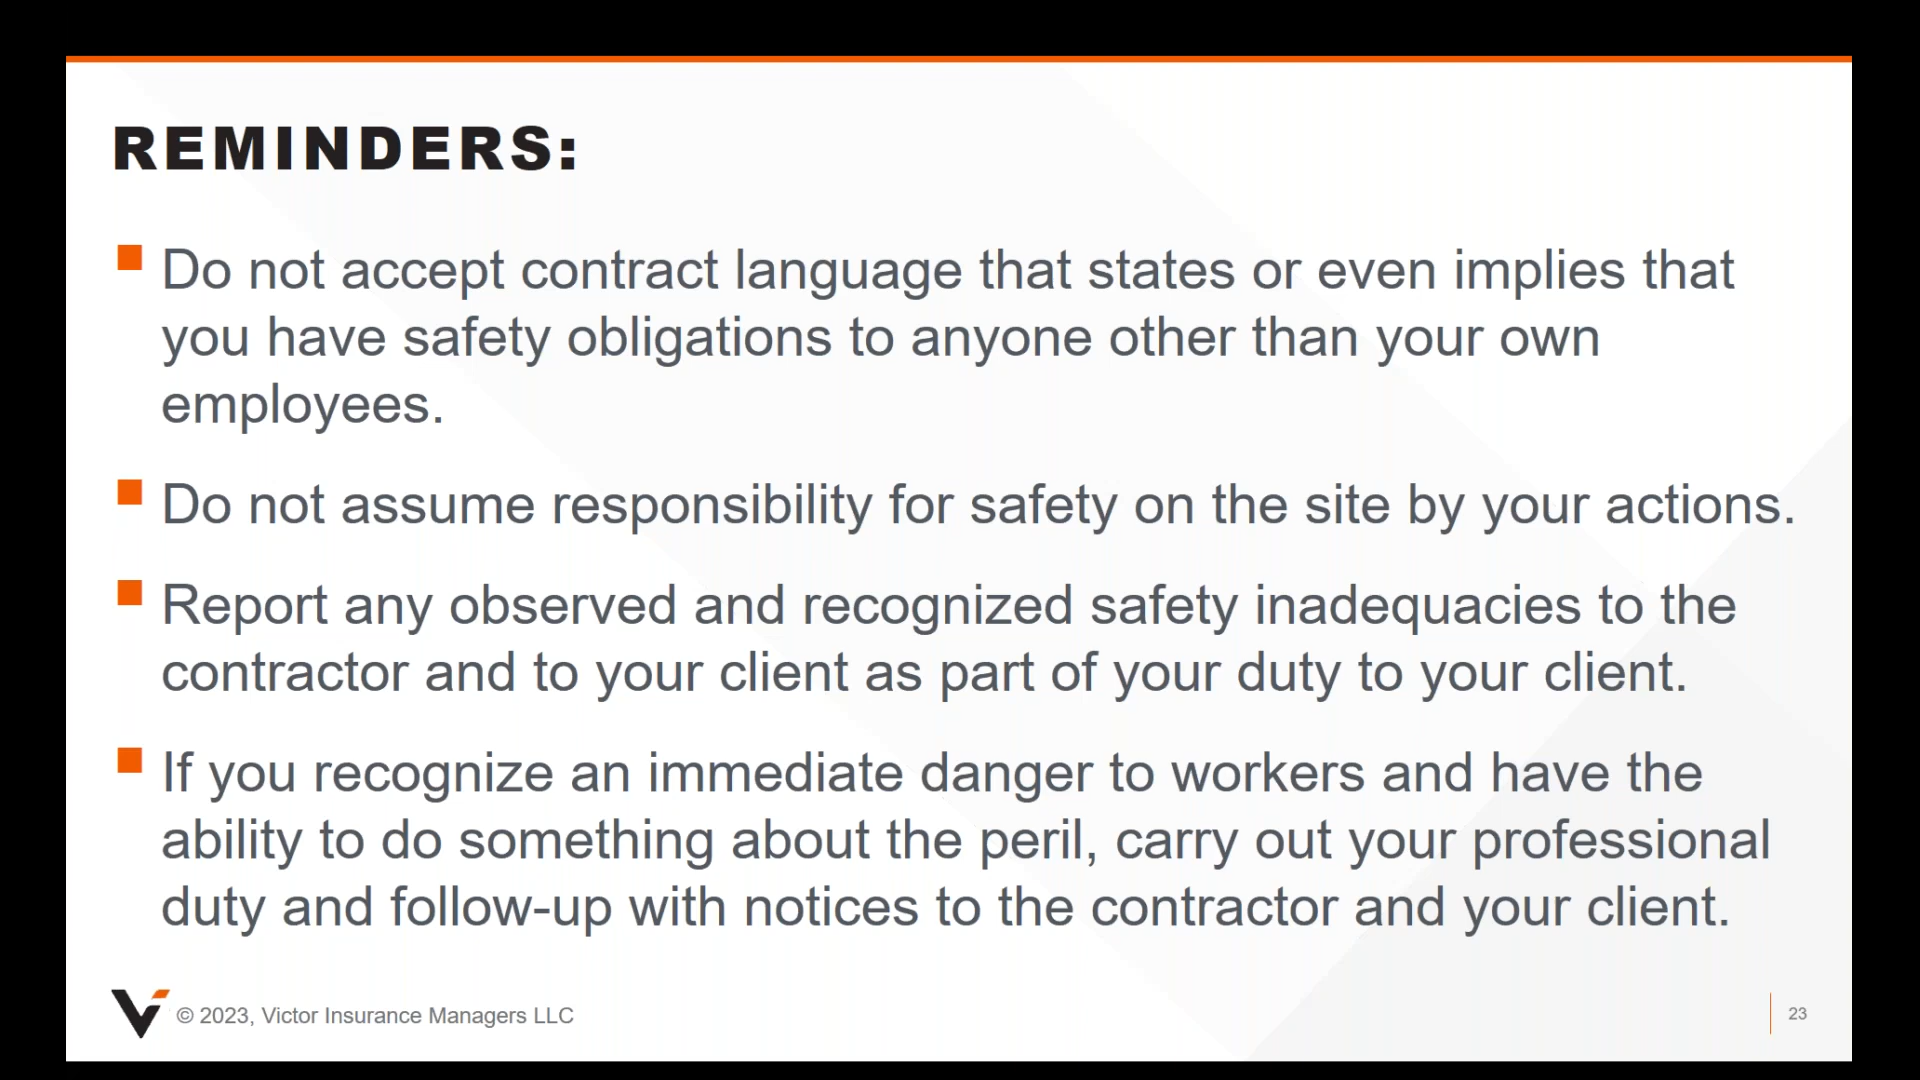 REMINDERS:
Do not accept contract language that states or even implies that
you have safety obligations to anyone other than your own
employees.
Do not assume responsibility for safety on the site by your actions.
Report any observed and recognized safety inadequacies to the
contractor and to your client as part of your duty to your client.
If you recognize an immediate danger to workers and have the
ability to do something about the peril, carry out your professional
duty and follow-up with notices to the contractor and your client.
© 2023, Victor Insurance Managers LLC
23